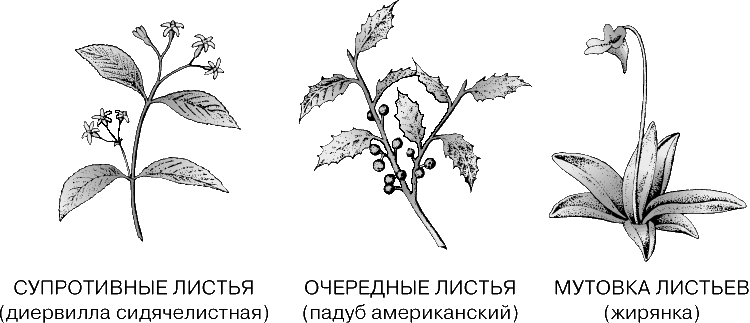 СУПРОТИВНЫЕ ЛИСТЬЯ
(диервилла сидячелистная)
ОЧЕРЕДНЫЕ ЛИСТЬЯ
(падуб американский)
МУТОВКА ЛИСТЬЕВ
(жирянка)